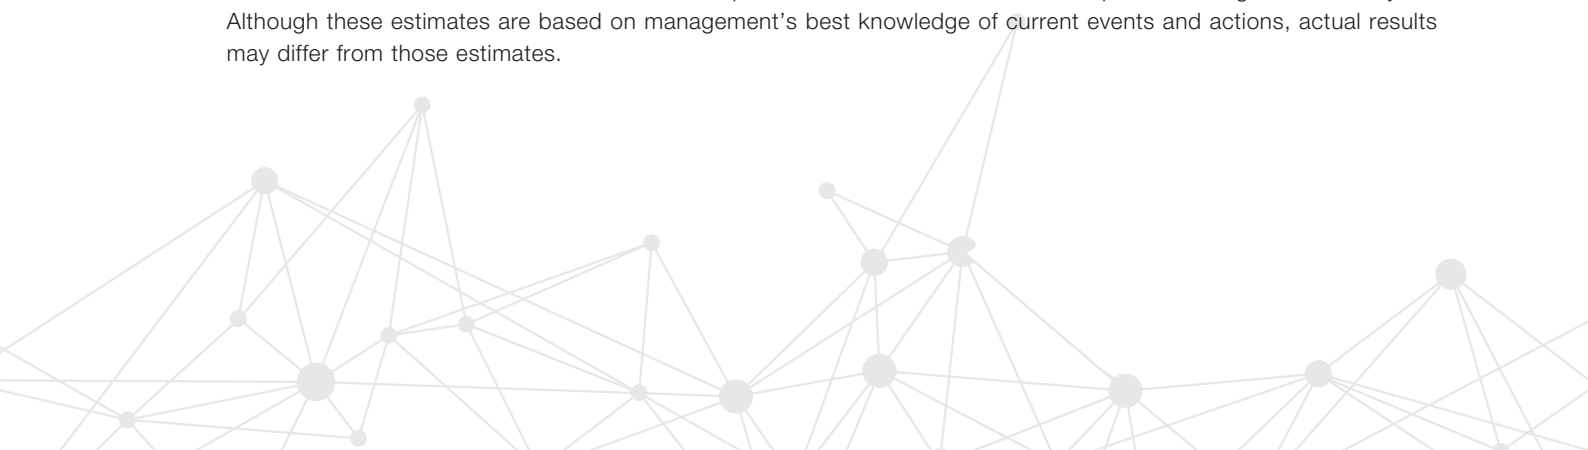 Although these estimates are based on management's best knowledge of current events and actions, actual results
may differ from those estimates.